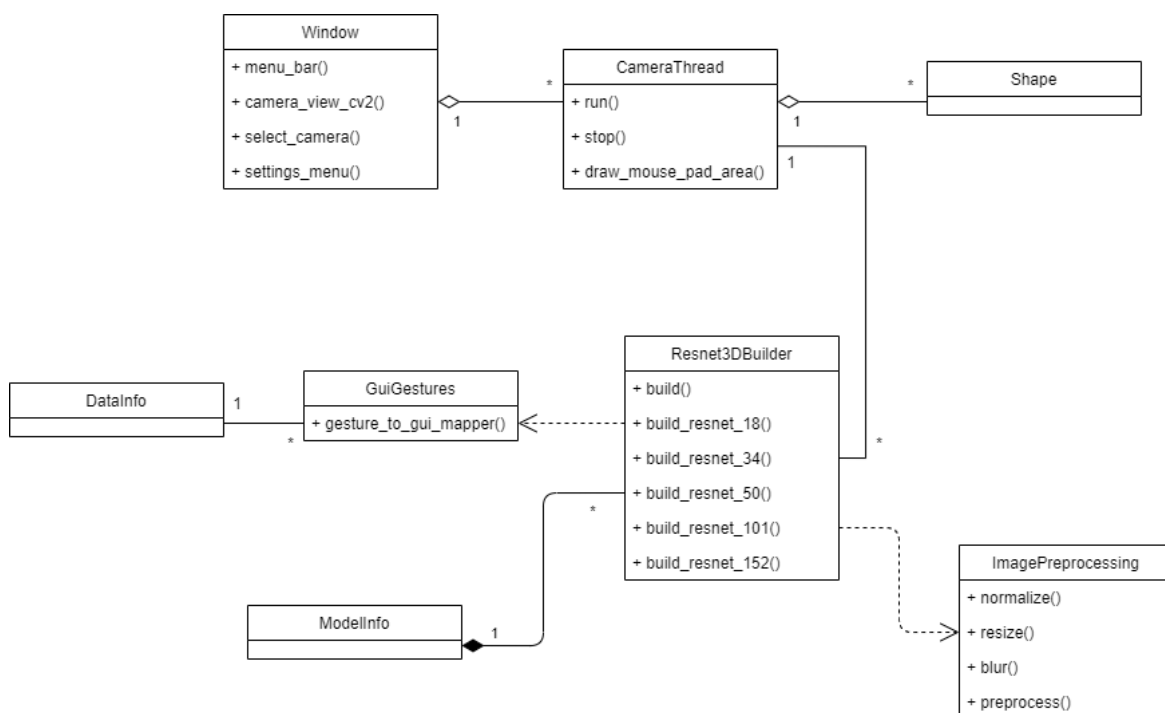 Window
+ menu_bar()
+ camera_view_cv2()
+ select_camera()
+ settings_menu()
*
1
CameraThread
+ run()
+ stop()
+ draw_mouse_pad_area()
*
1
1
Shape
DataInfo
1
*
GuiGestures
+ gesture_to_gui_mapper()
Resnet3DBuilder
+ build()
+ build_resnet_18()
+ build_resnet_34()
+ build_resnet_50()
+ build_resnet_101()
+ build_resnet_152()
*
*
ModelInfo
1
ImagePreprocessing
+ normalize()
+ resize()
+ blur()
+ preprocess()